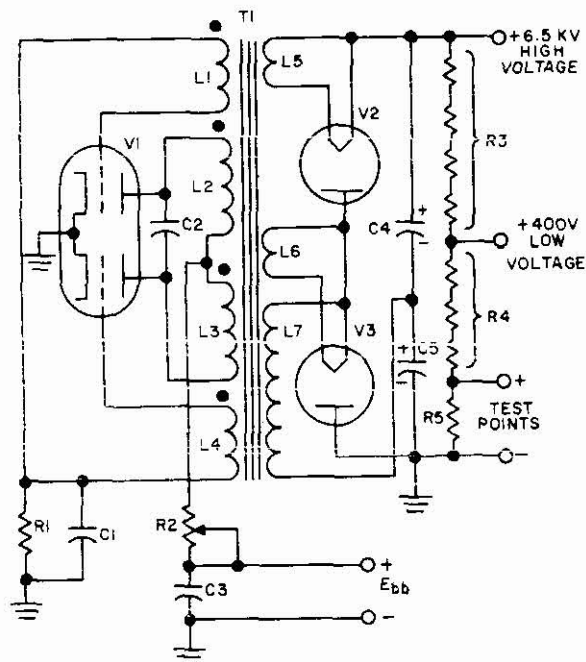 T1
+6.5 KV
HIGH
VOLTAGE
L1
L5
V2
R3
V1
L2
C2
C4
+
-
+400V
LOW
VOLTAGE
L6
L3
L7
V3
R4
+
C5
-
+
TEST
POINTS
R5
-
L4
R1
C1
R2
+
Ebb
C3
-